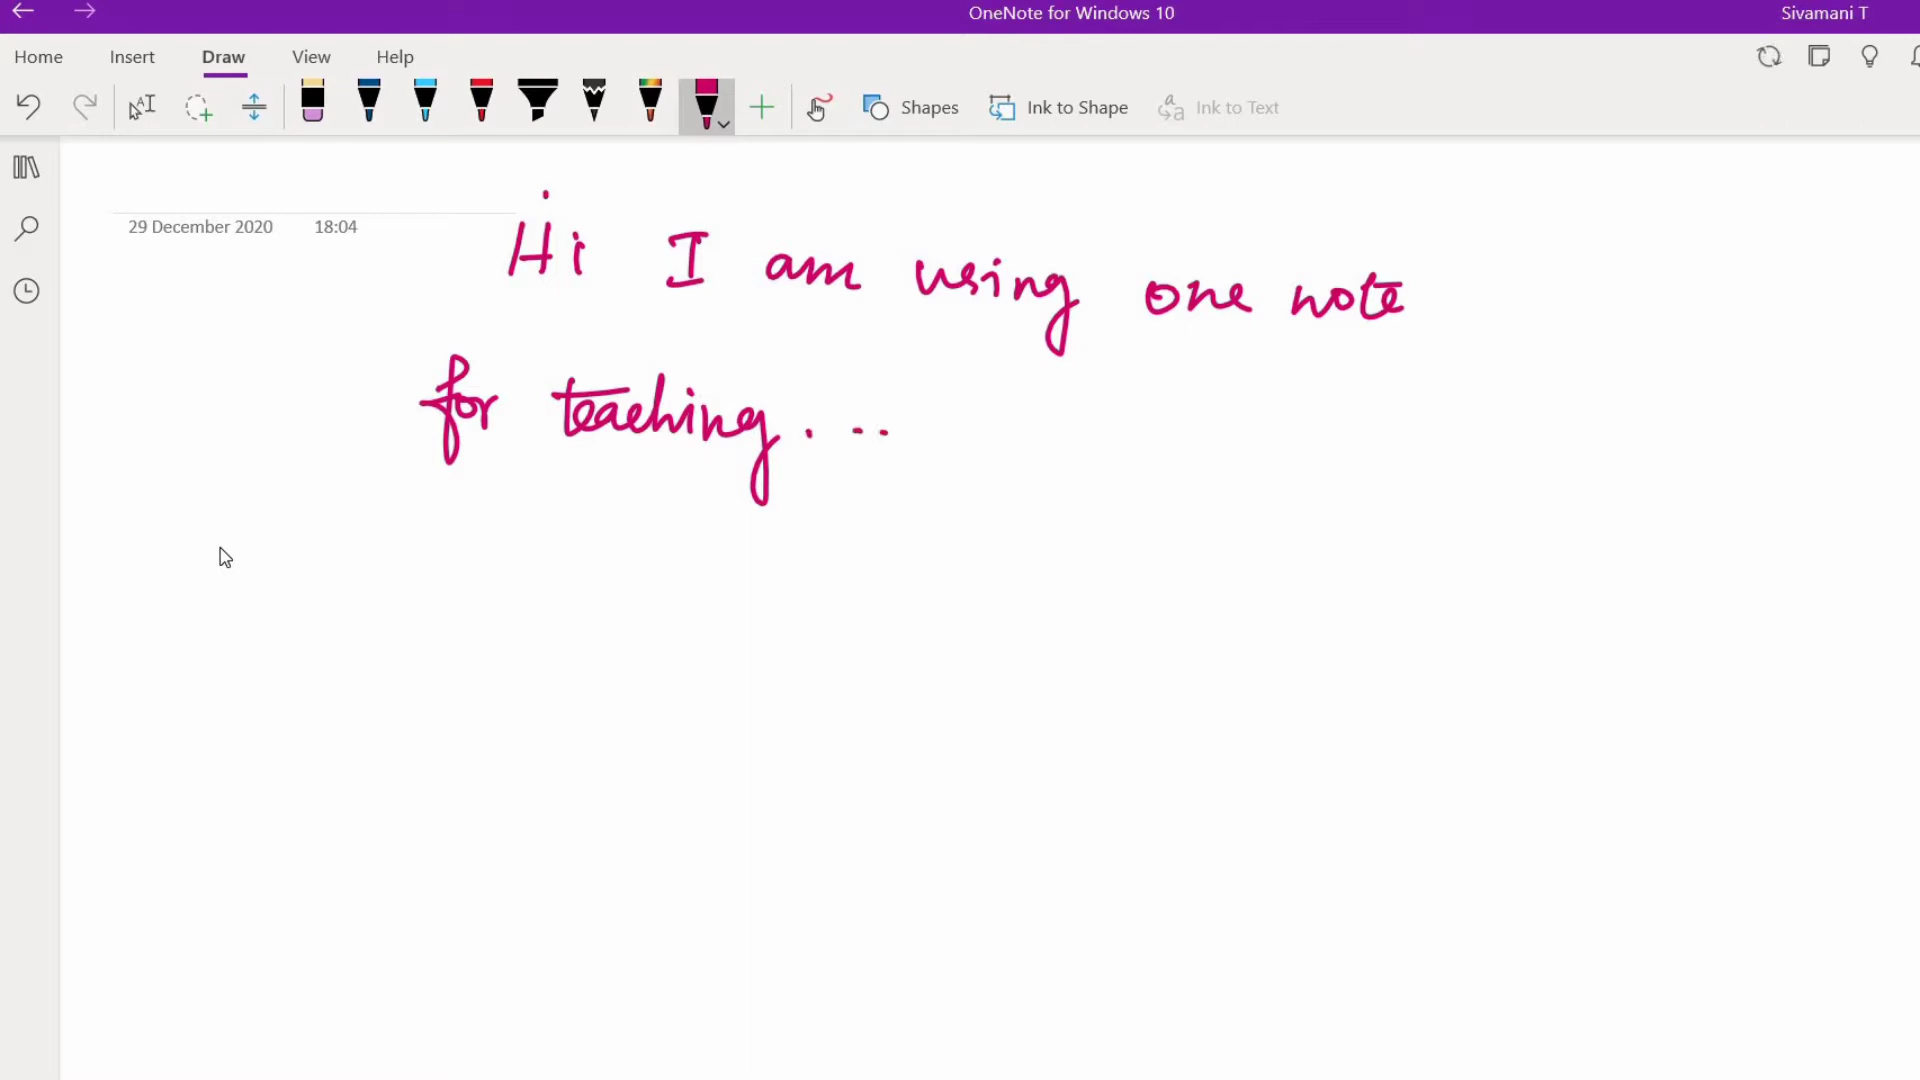 OneNote for Windows 10 Sivamani T
Home Insert Draw View Help
Shapes Ink to Shape Ink to Text
29 December 2020 18:04
Hi I am using one note
for teaching. ..